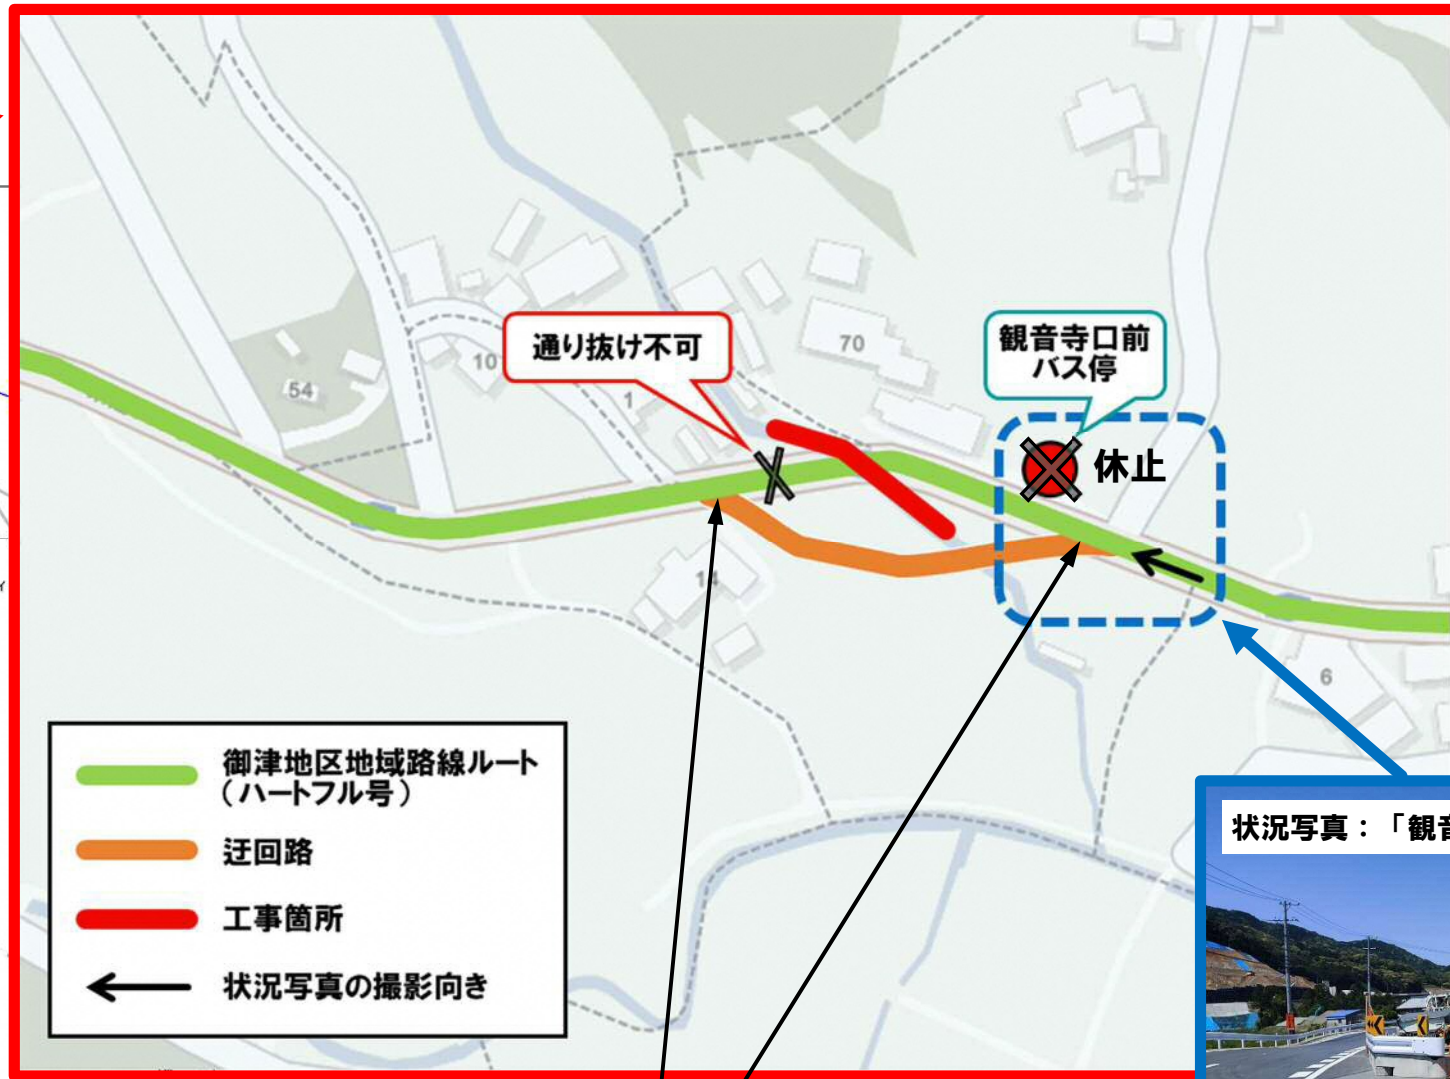 通り抜け不可
観音寺口前
バス停
休止
70
10
54
1
14
6
御津地区地域路線ルート
（ハートフル号）
迂回路
工事箇所
状況写真の撮影向き
状況写真：「観音